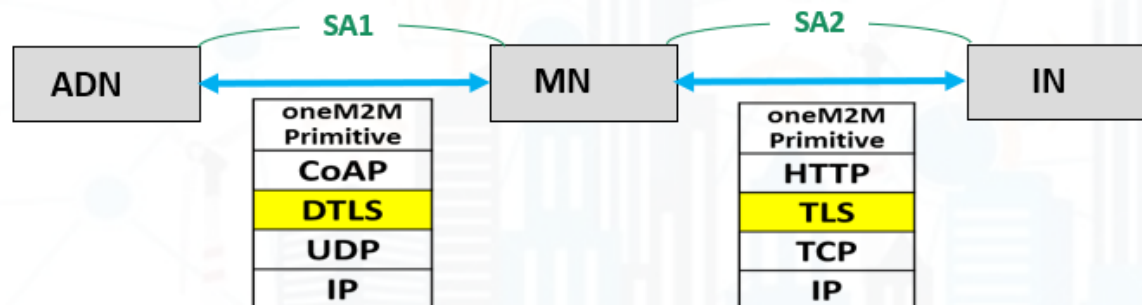 SA1
SA2
ADN
MN
IN
oneM2M
Primitive
CoAP
DTLS
UDP
IP
oneM2M
Primitive
HTTP
TLS
TCP
IP